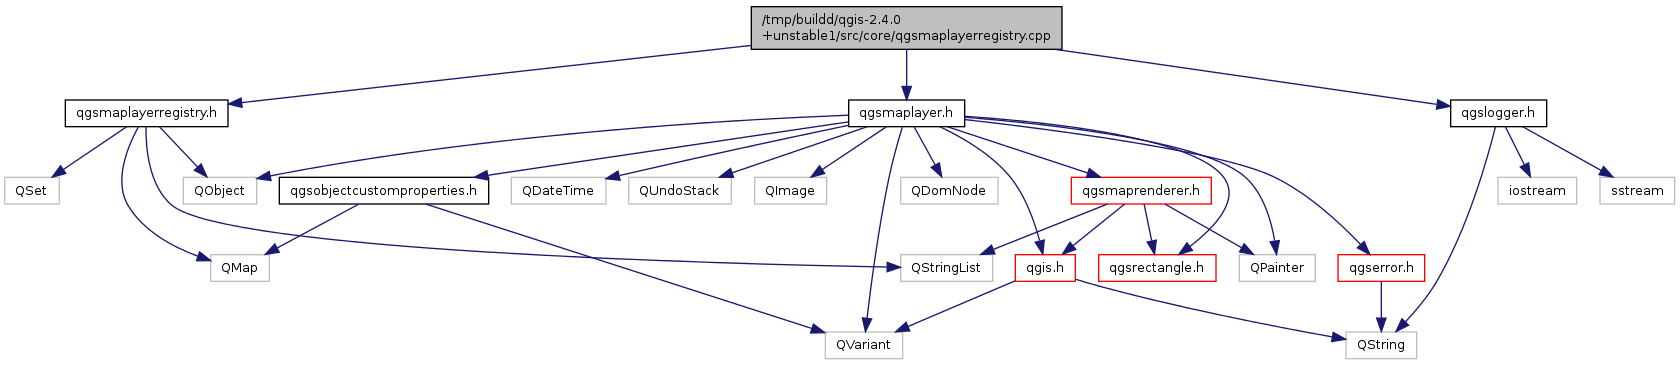 /tmp/buildd/qgis-2.4.0
+unstable1/src/core/qgsmaplayerregistry.cpp
qgsmaplayerregistry.h
qgsmaplayer.h
qgslogger.h
QSet
QObject
qgsobjectcustomproperties.h
QDateTime
QUndoStack
QImage
QDomNode
qgsmaprenderer.h
iostream
sstream
QMap
QStringList
qgis.h
qgsrectangle.h
QPainter
qgserror.h
QVariant
QString